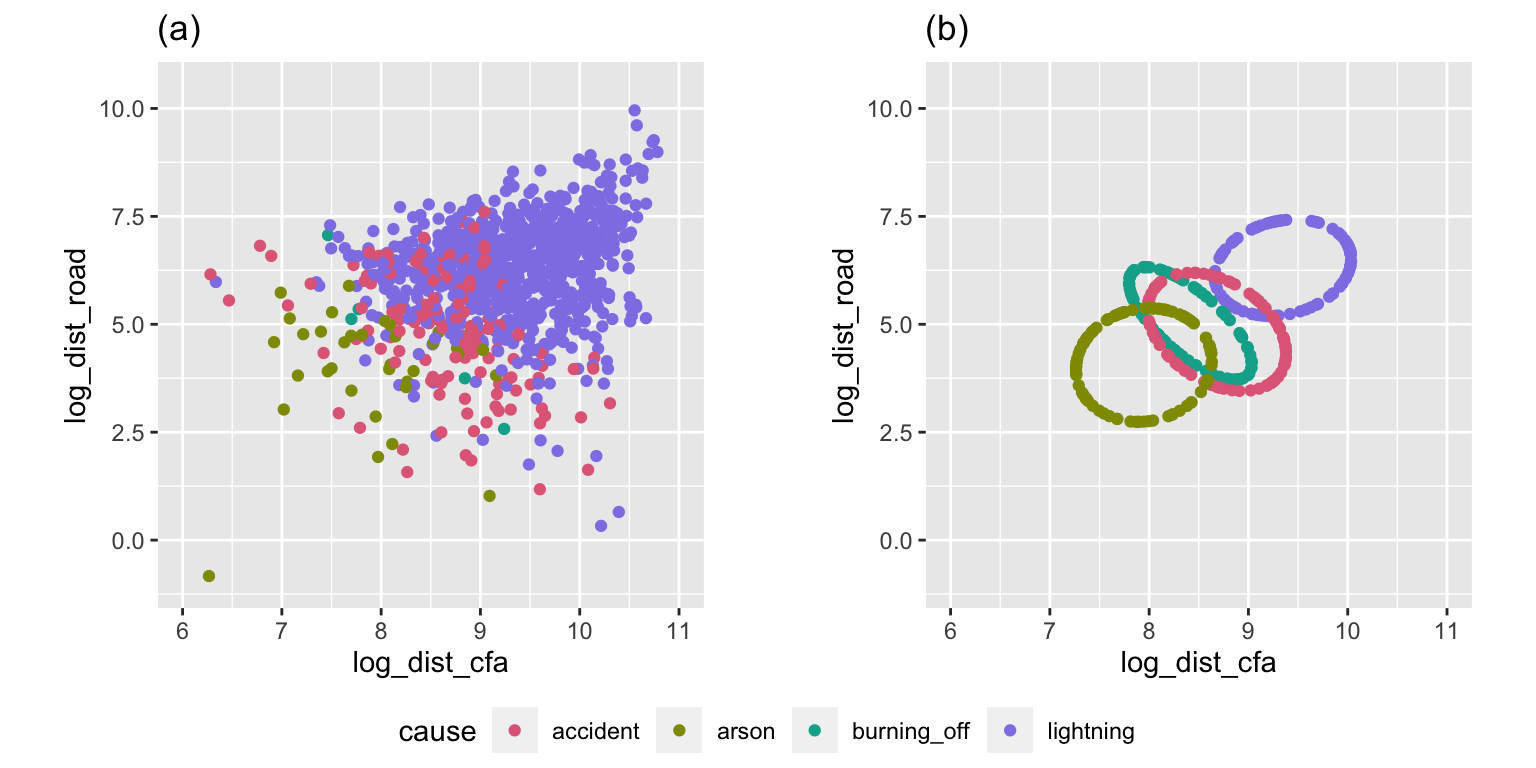 (a)
log_dist_road
10.0
7.5
5.0
2.5
0.0
6 7 8 9 10 11
log_dist_cfa
(b)
log_dist_road
10.0
7.5
5.0
2.5
0.0
6 7 8 9 10 11
log_dist_cfa
cause accident arson burning_off lightning